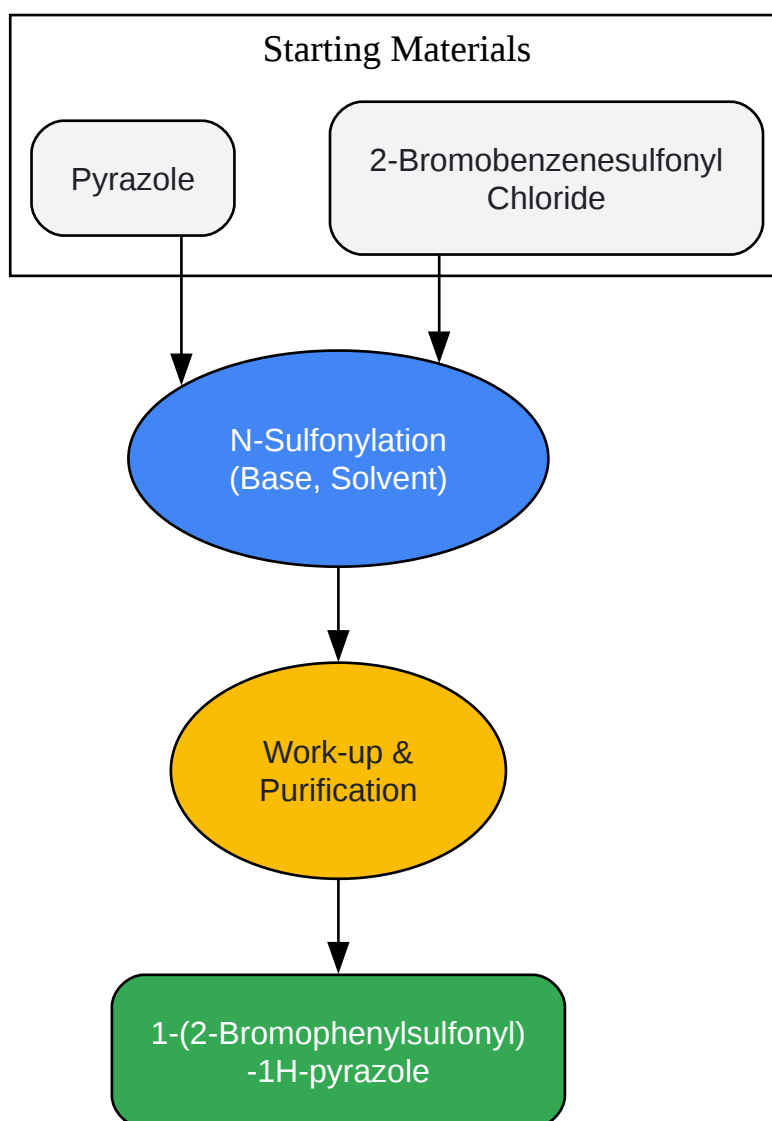 Starting Materials
Pyrazole
2-Bromobenzenesulfonyl
Chloride
N-Sulfonylation
(Base, Solvent)
Work-up &
Purification
1-(2-Bromophenylsulfonyl)
-1H-pyrazole